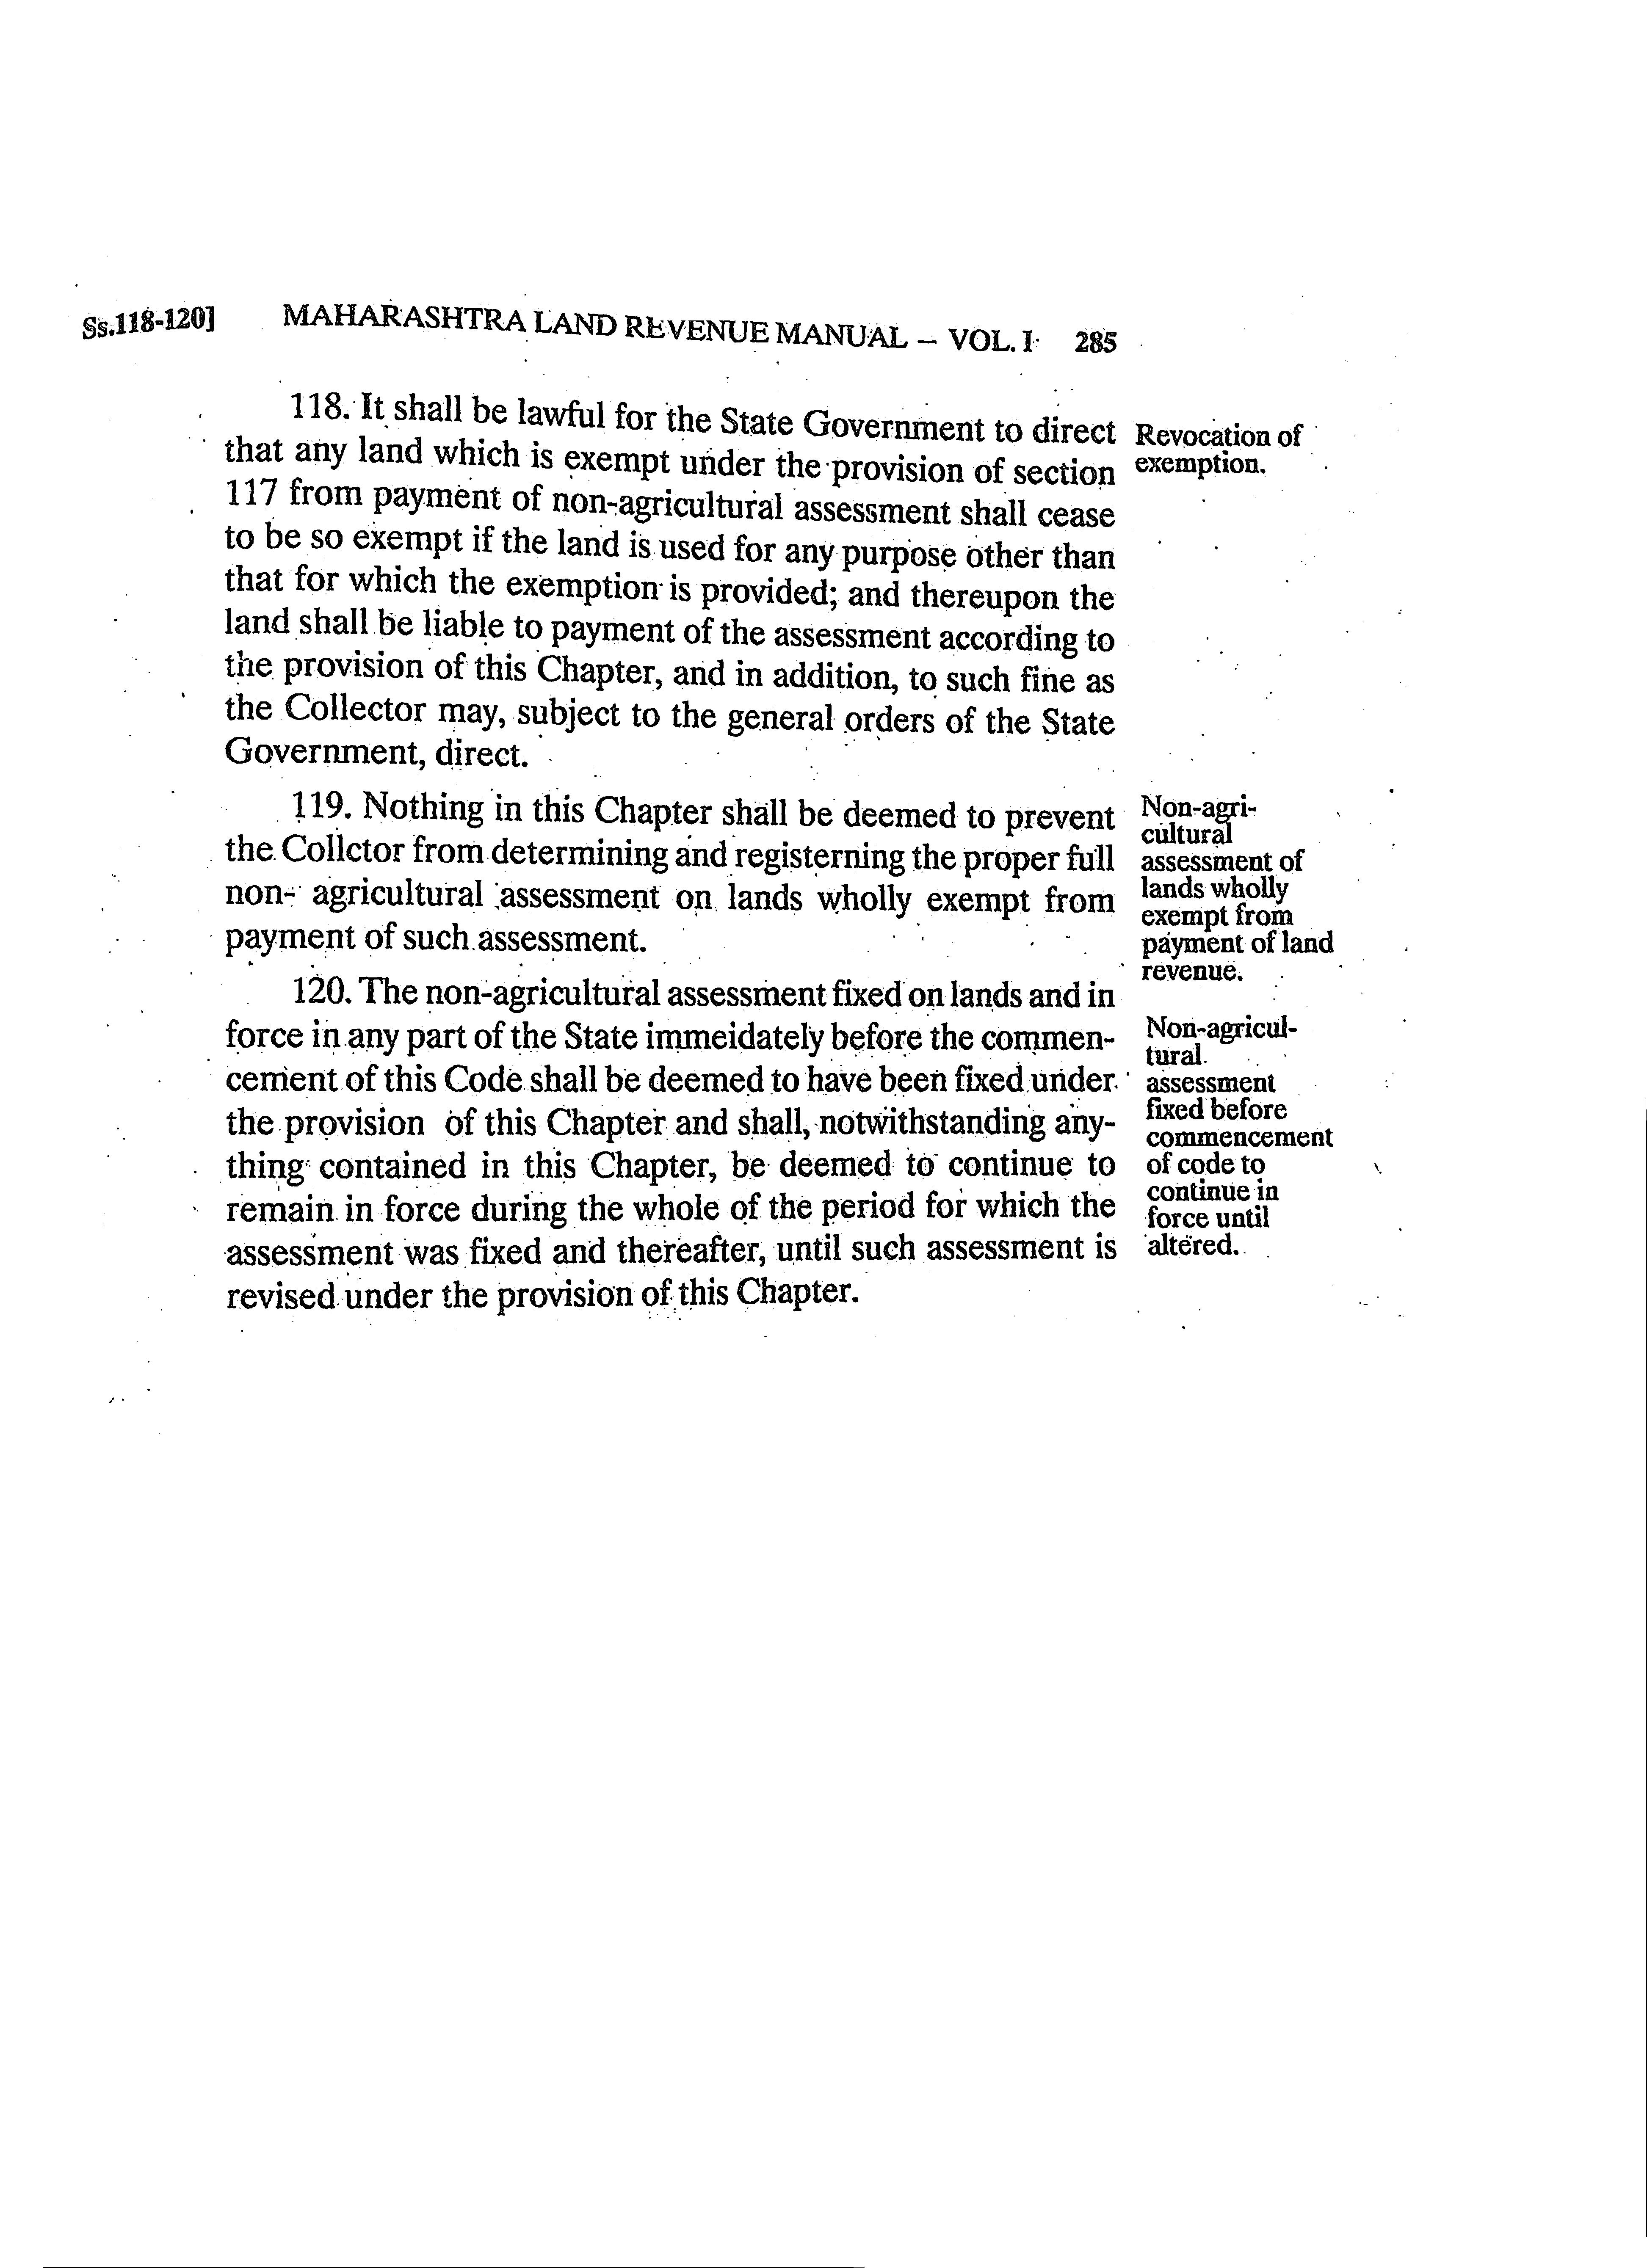 Ss.118-120] MAHARASHTRA LAND REVENUE MANUAL – VOL. I 285
118. It shall be lawful for the State Government to direct
that any land which is exempt under the provision of section
117 from payment of non-agricultural assessment shall cease
to be so exempt if the land is used for any purpose other than
that for which the exemption is provided; and thereupon the
land shall be liable to payment of the assessment according to
the provision of this Chapter, and in addition, to such fine as
the Collector may, subject to the general orders of the State
Government, direct.
Revocation of
exemption.
119. Nothing in this Chapter shall be deemed to prevent
the Collctor from determining and registerning the proper full
non- agricultural assessment on lands wholly exempt from
payment of such assessment.
Non-agri-
cultural
assessment of
lands wholly
exempt from
payment of land
revenue.
120. The non-agricultural assessment fixed on lands and in
force in any part of the State immeidately before the commen-
cement of this Code shall be deemed to have been fixed under
the provision of this Chapter and shall, notwithstanding any-
thing contained in this Chapter, be deemed to continue to
remain in force during the whole of the period for which the
assessment was fixed and thereafter, until such assessment is
revised under the provision of this Chapter.
Non-agricul-
tural
assessment
fixed before
commencement
of code to
continue in
force until
altered.